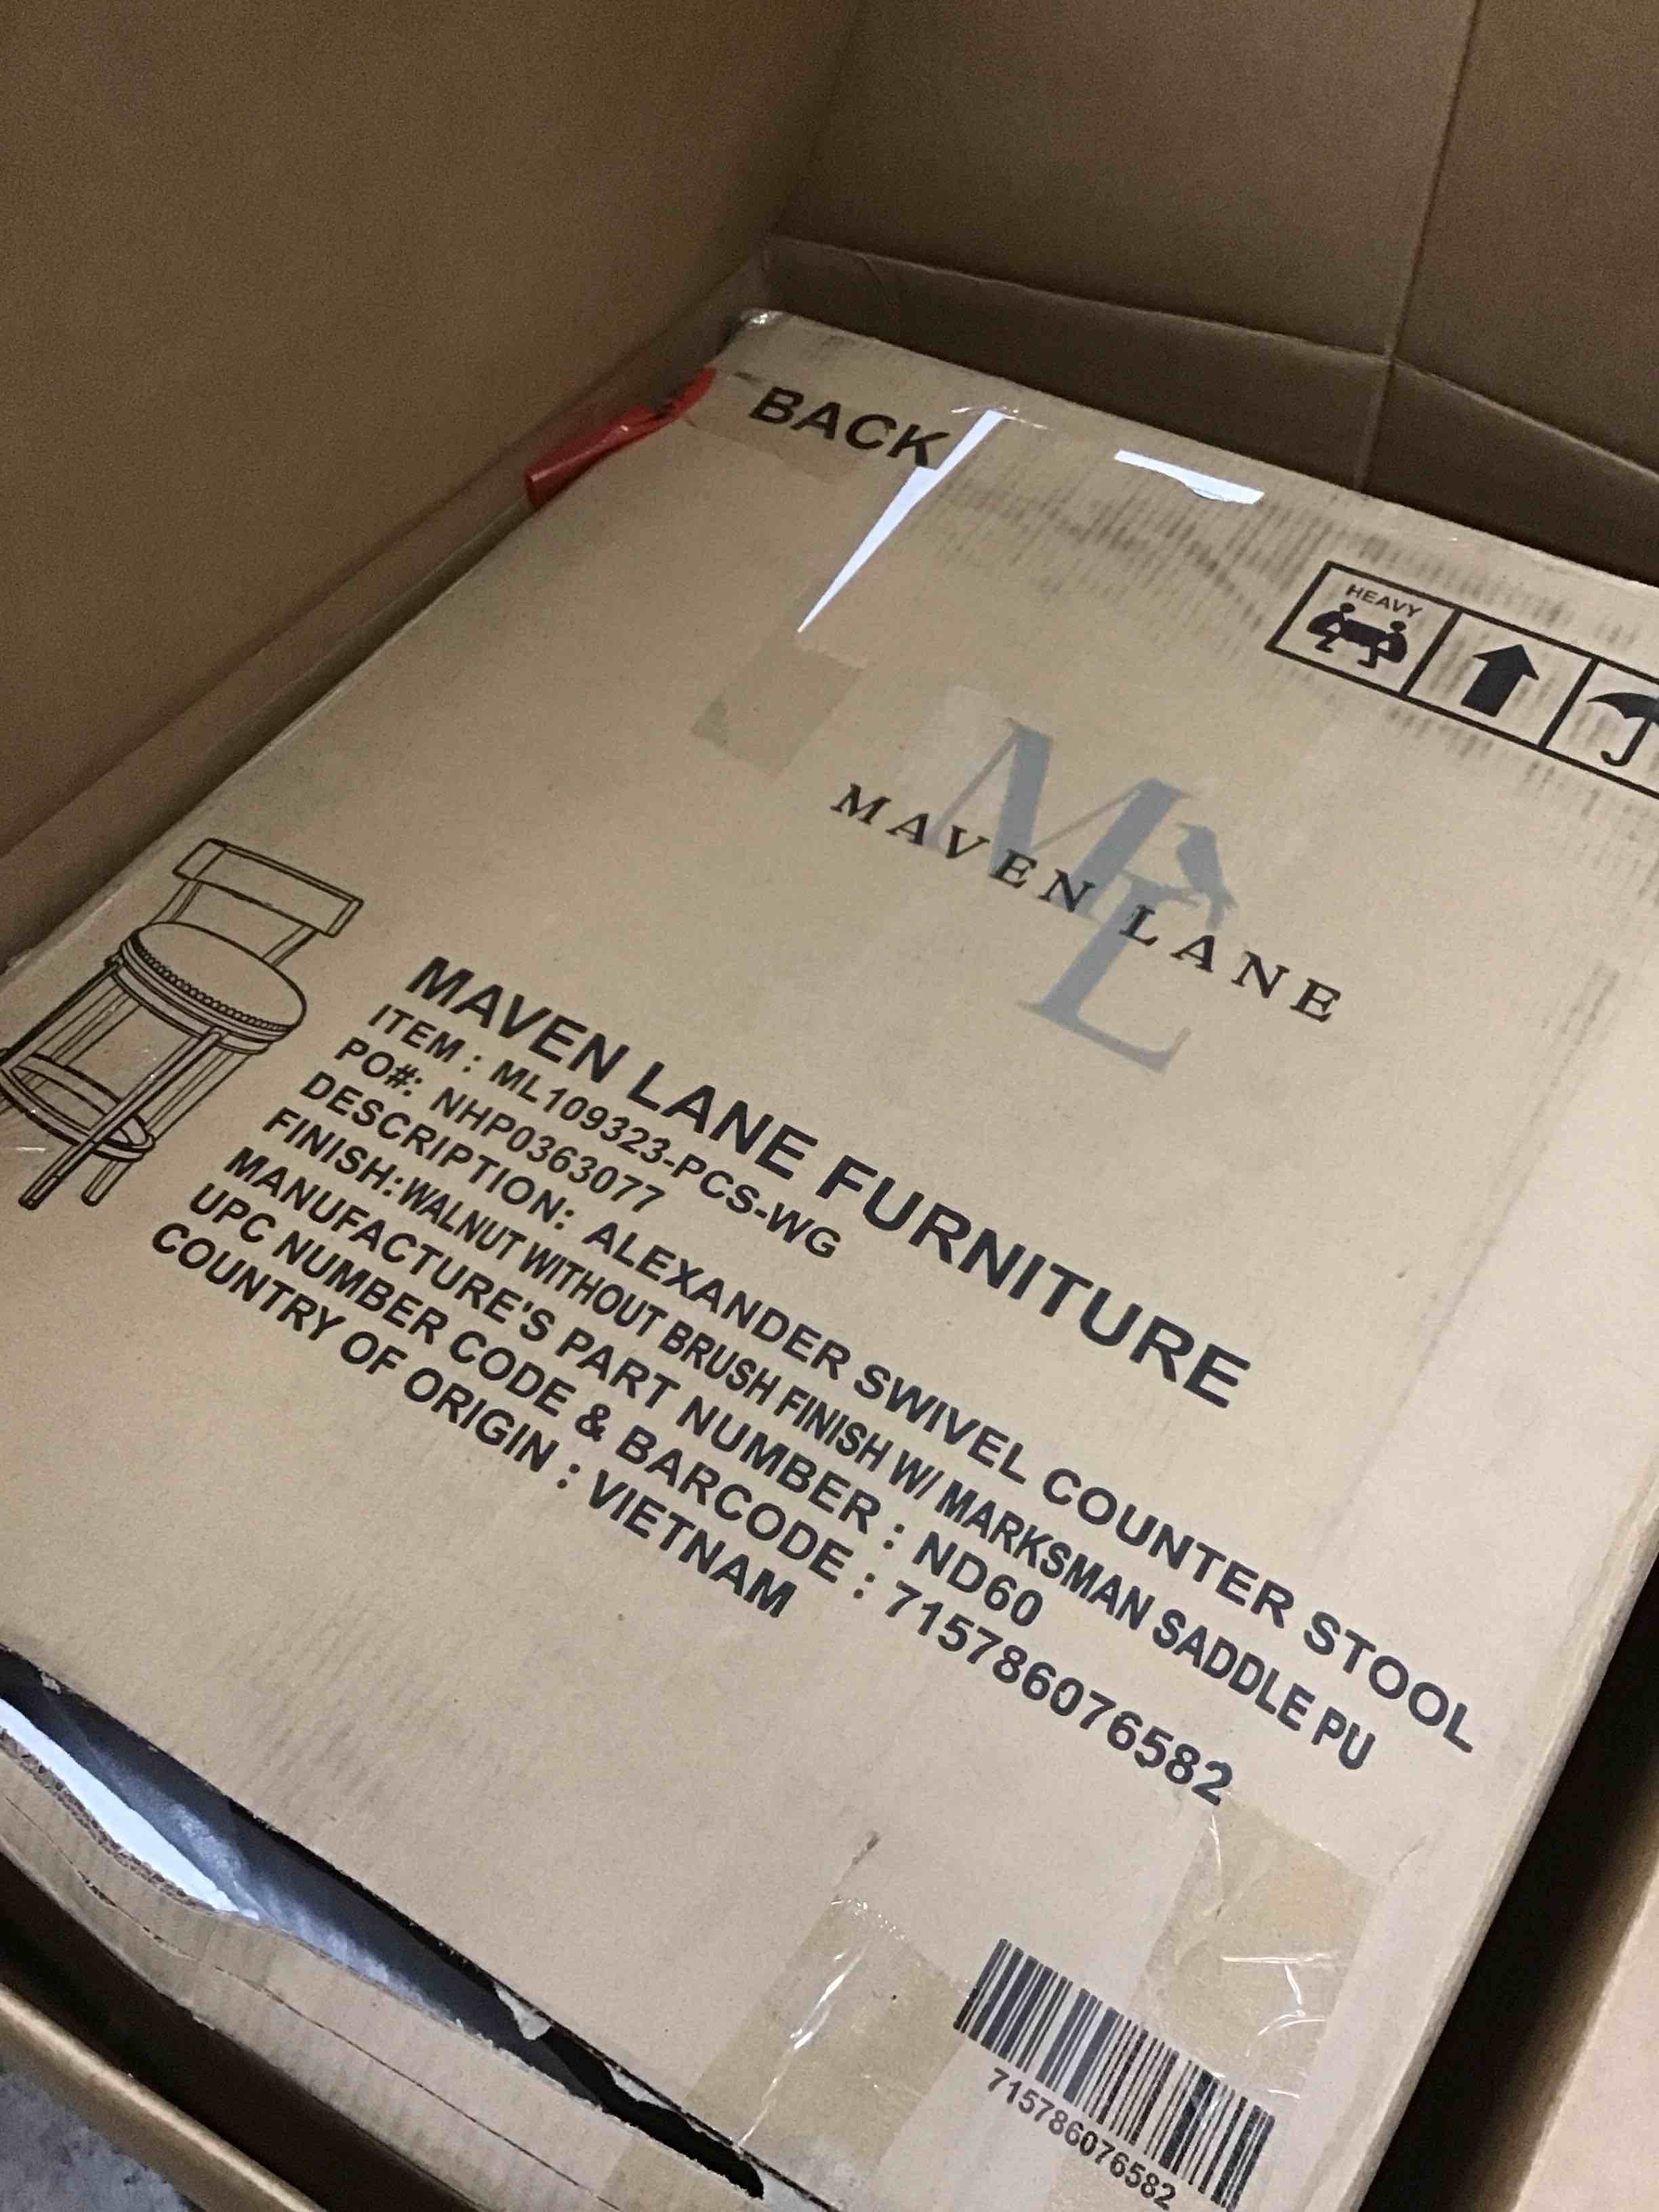 BACK
HEAVY
ML
MAVEN LANE
MAVEN LANE FURNITURE
ITEM : ML109323-PCS-WG
PO#: NHP0363077
DESCRIPTION: ALEXANDER SWIVEL COUNTER STOOL
FINISH:WALNUT WITHOUT BRUSH FINISH W/ MARKSMAN SADDLE PU
MANUFACTURE'S PART NUMBER : ND60
UPC NUMBER CODE & BARCODE : 715786076582
COUNTRY OF ORIGIN : VIETNAM
715786076582